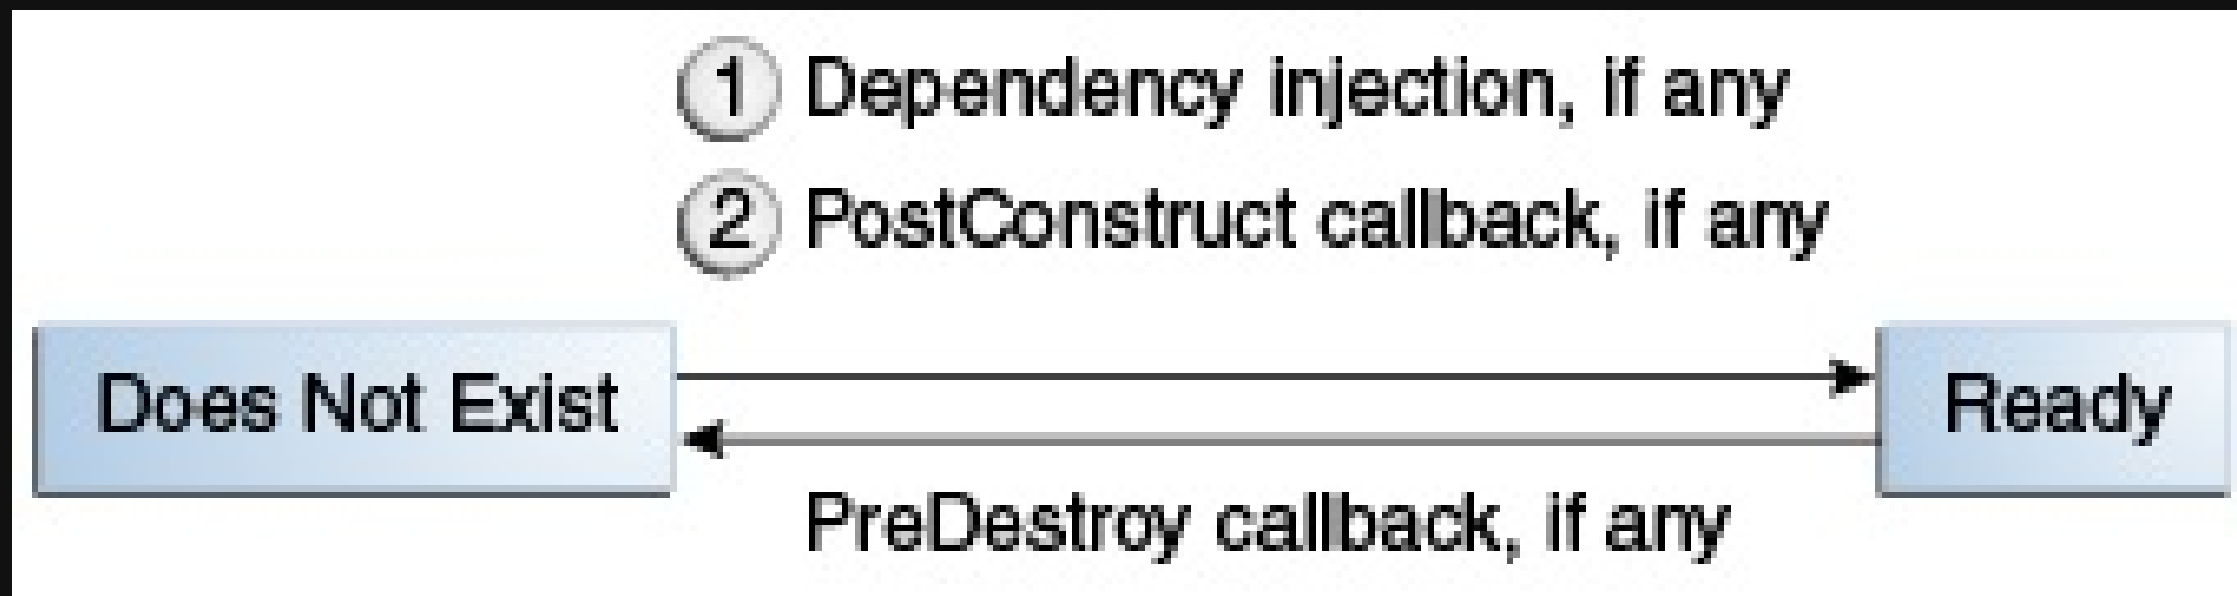 1 Dependency injection, if any
2 PostConstruct callback, if any
Does Not Exist
Ready
PreDestroy callback, if any